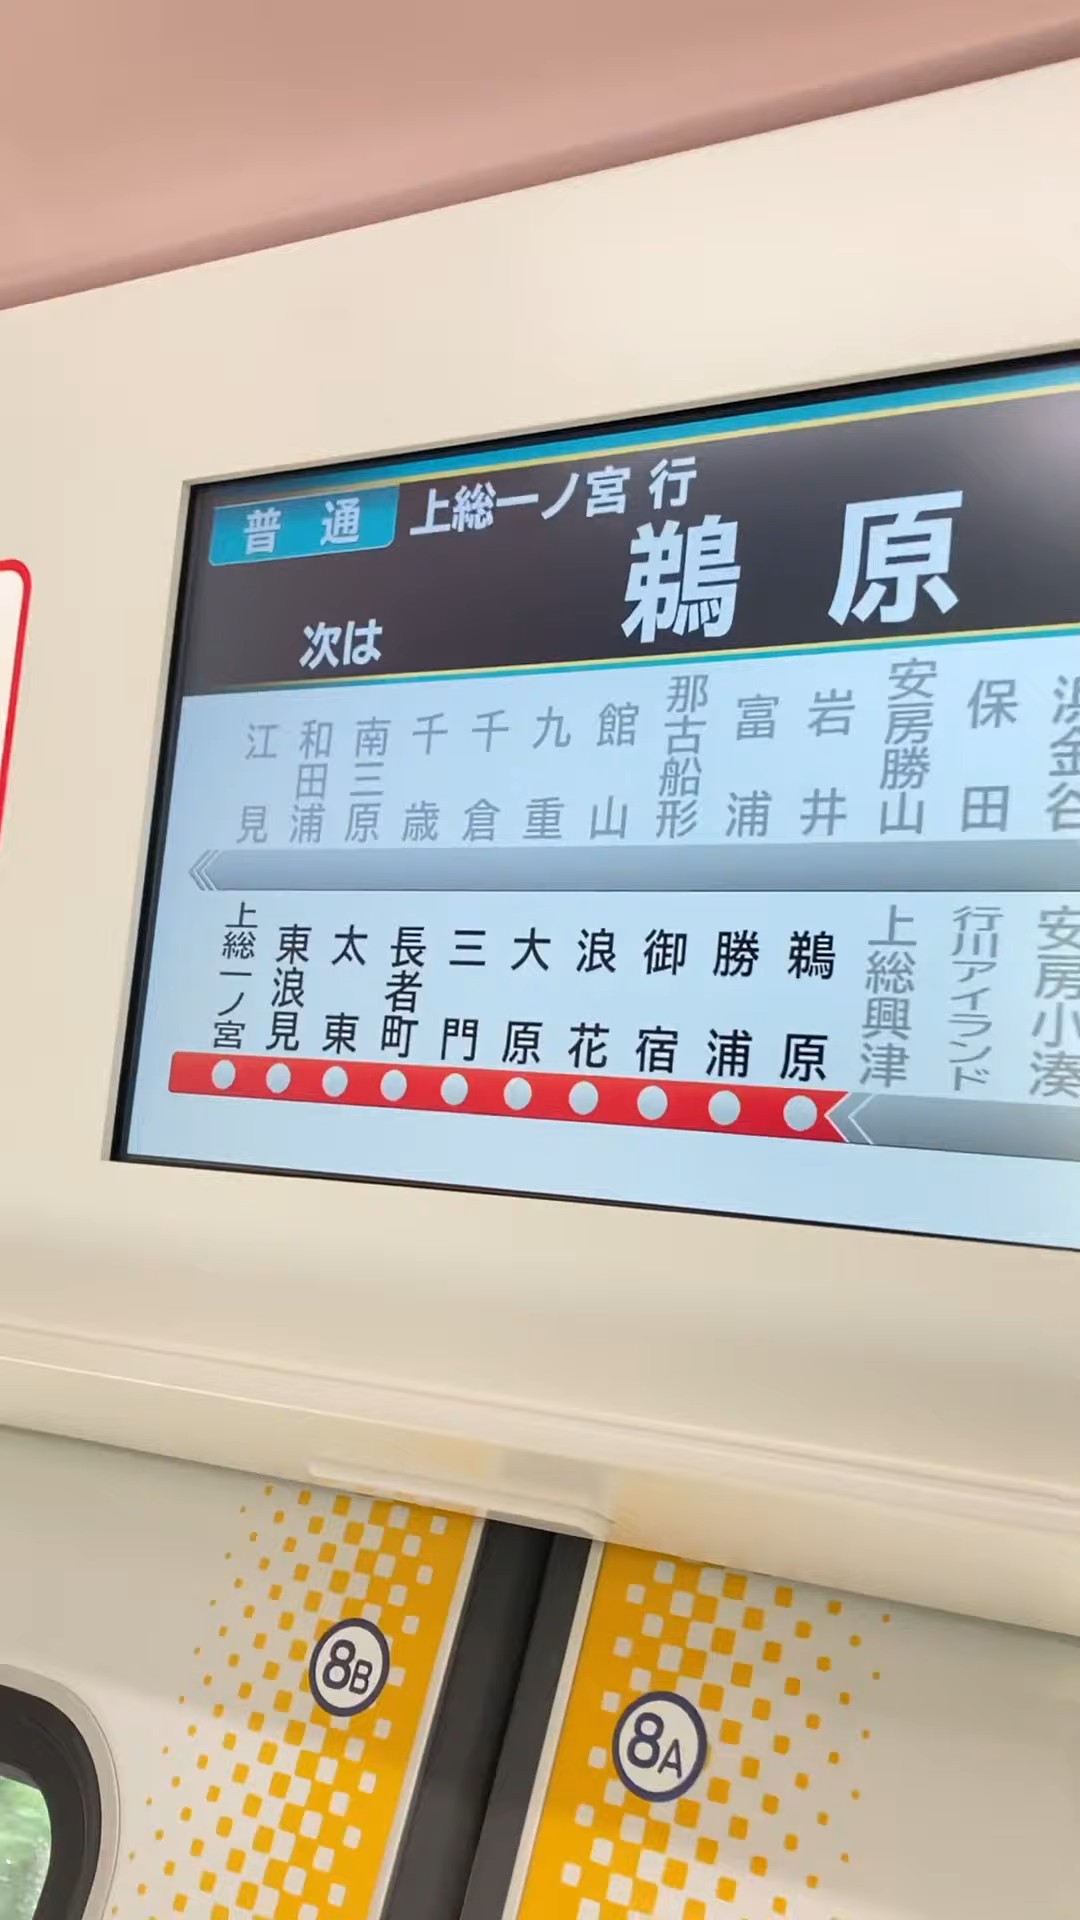 普通 上総一ノ宮 行
次は 鵜原
江見 和田浦 南三原 千歳 千倉 九重 館山 那古船形 富浦 岩井 安房勝山 保田 浜金谷
上総一ノ宮 東浪見 太東 長者町 三門 大原 浪花 御宿 勝浦 鵜原 上総興津 行川アイランド 安房小湊
8B
8A